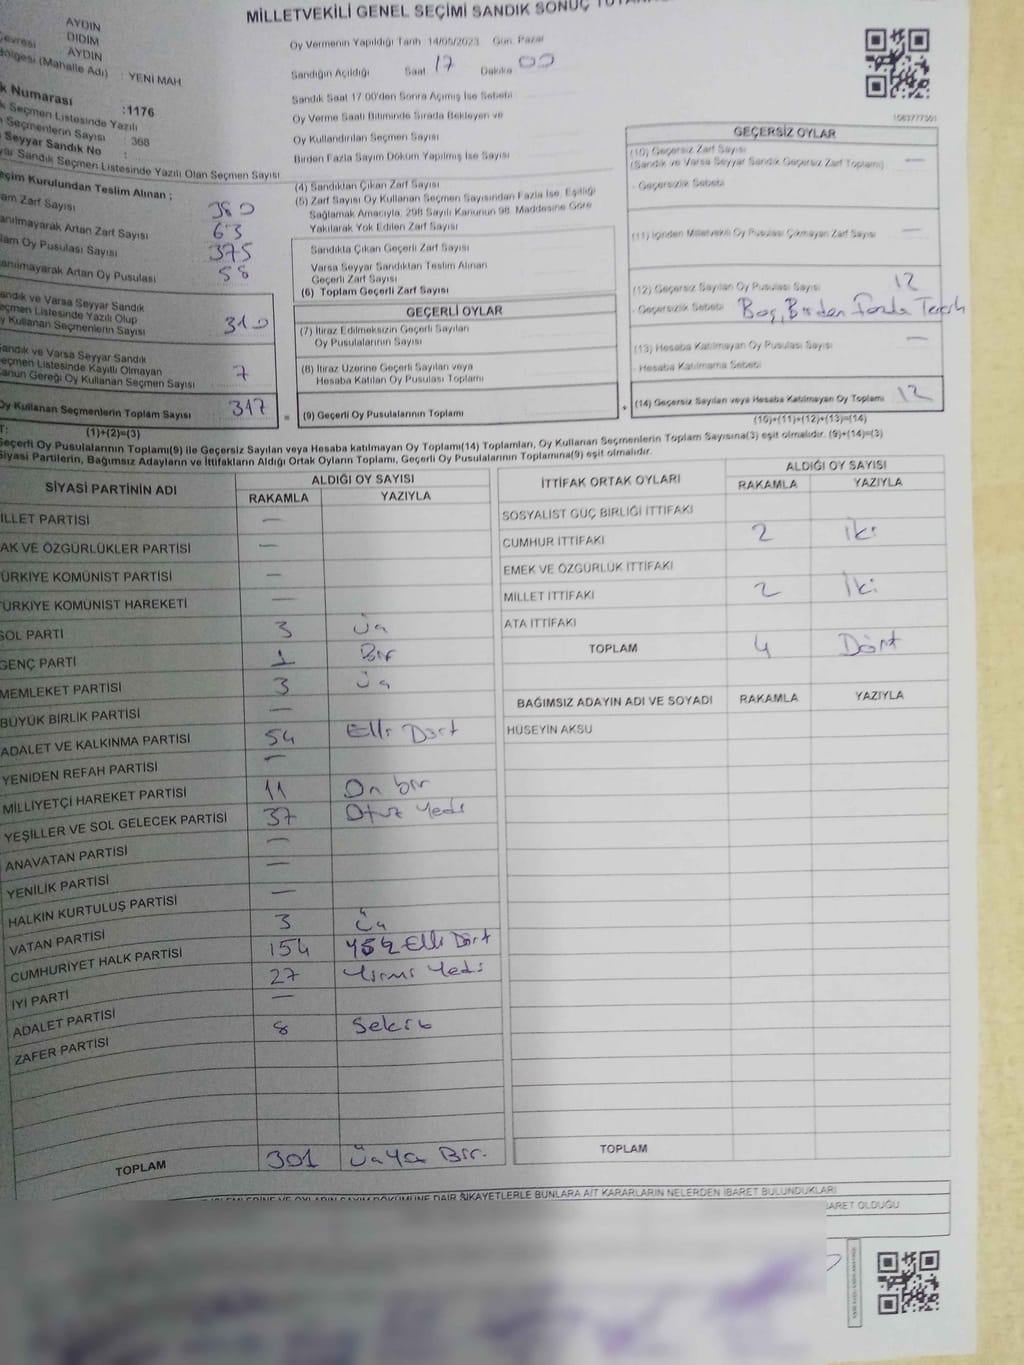 MİLLETVEKİLİ GENEL SEÇİMİ SANDIK SONUÇ
AYDIN
DIDIM
AYDIN
(Mahalle Adı) : YENİ MAH
Numarası :1176
Seçmen Listesinde Yazılı
Seçmenlerin Sayısı : 368
Seyyar Sandık No :
Sandık Seçmen Listesinde Yazılı Olan Seçmen Sayısı
Oy Vermenin Yapıldığı Tarih 14/05/2023 Gün. Pazar
Sandığın Açıldığı Saat 17 Dakika 00
Sandık Saat 17.00'den Sonra Açılmış İse Sebebi
Oy Verme Saati Bitiminde Sırada Bekleyen ve
Oy Kullandırılan Seçmen Sayısı
Birden Fazla Sayım Döküm Yapılmış İse Sayısı
Kurulundan Teslim Alınan ;
Zarf Sayısı 380
Artan Zarf Sayısı 63
Oy Pusulası Sayısı 375
Artan Oy Pusulası 58
Sandık ve Varsa Seyyar Sandık
Seçmen Listesinde Yazılı Olup
Oy Kullanan Seçmenlerin Sayısı 310
Sandık ve Varsa Seyyar Sandık
Seçmen Listesinde Kayıtlı Olmayan
Kanun Gereği Oy Kullanan Seçmen Sayısı 7
Oy Kullanan Seçmenlerin Toplam Sayısı 317
(1)+(2)=(3)
(4) Sandıktan Çıkan Zarf Sayısı
(5) Zarf Sayısı Oy Kullanan Seçmen Sayısından Fazla İse, Eşitliği
Sağlamak Amacıyla, 298 Sayılı Kanunun 98. Maddesine Göre
Yakılarak Yok Edilen Zarf Sayısı
Sandıkta Çıkan Geçerli Zarf Sayısı
Varsa Seyyar Sandıktan Teslim Alınan
Geçerli Zarf Sayısı
(6) Toplam Geçerli Zarf Sayısı
GEÇERLİ OYLAR
(7) İtiraz Edilmeksizin Geçerli Sayılan
Oy Pusulalarının Sayısı
(8) İtiraz Üzerine Geçerli Sayılan veya
Hesaba Katılan Oy Pusulası Toplamı
= (9) Geçerli Oy Pusulalarının Toplamı +
1063777501
GEÇERSİZ OYLAR
(10) Geçersiz Zarf Sayısı —
(Sandık ve Varsa Seyyar Sandık Geçersiz Zarf Toplamı)
- Geçersizlik Sebebi
(11) İçinden Milletvekili Oy Pusulası Çıkmayan Zarf Sayısı —
(12) Geçersiz Sayılan Oy Pusulası Sayısı 12
- Geçersizlik Sebebi Boş, Birden Fazla Tercih
(13) Hesaba Katılmayan Oy Pusulası Sayısı —
- Hesaba Katılmama Sebebi
(14) Geçersiz Sayılan veya Hesaba Katılmayan Oy Toplamı 12
(10)+(11)+(12)+(13)=(14)
Geçerli Oy Pusulalarının Toplamı(9) ile Geçersiz Sayılan veya Hesaba katılmayan Oy Toplamı(14) Toplamları, Oy Kullanan Seçmenlerin Toplam Sayısına(3) eşit olmalıdır. (9)+(14)=(3)
Siyasi Partilerin, Bağımsız Adayların ve İttifakların Aldığı Ortak Oyların Toplamı, Geçerli Oy Pusulalarının Toplamına(9) eşit olmalıdır.
SİYASİ PARTİNİN ADI ALDIĞI OY SAYISI
RAKAMLA YAZIYLA
İLLET PARTİSİ —
AK VE ÖZGÜRLÜKLER PARTİSİ —
ÜRKİYE KOMÜNİST PARTİSİ —
TÜRKİYE KOMÜNİST HAREKETİ —
SOL PARTİ 3 Üç
GENÇ PARTİ 1 Bir
MEMLEKET PARTİSİ 3 Üç
BÜYÜK BİRLİK PARTİSİ —
ADALET VE KALKINMA PARTİSİ 54 Elli Dört
YENİDEN REFAH PARTİSİ —
MİLLİYETÇİ HAREKET PARTİSİ 11 On bir
YEŞİLLER VE SOL GELECEK PARTİSİ 37 Otuz Yedi
ANAVATAN PARTİSİ —
YENİLİK PARTİSİ —
HALKIN KURTULUŞ PARTİSİ —
VATAN PARTİSİ 3 Üç
CUMHURİYET HALK PARTİSİ 154 Yüz Elli Dört
İYİ PARTİ 27 Yirmi Yedi
ADALET PARTİSİ —
ZAFER PARTİSİ 8 Sekiz
TOPLAM 301 Üçyüz Bir.
İTTİFAK ORTAK OYLARI ALDIĞI OY SAYISI
RAKAMLA YAZIYLA
SOSYALİST GÜÇ BİRLİĞİ İTTİFAKI
CUMHUR İTTİFAKI 2 İki
EMEK VE ÖZGÜRLÜK İTTİFAKI
MİLLET İTTİFAKI 2 İki
ATA İTTİFAKI
TOPLAM 4 Dört
BAĞIMSIZ ADAYIN ADI VE SOYADI RAKAMLA YAZIYLA
HÜSEYİN AKSU
TOPLAM
DAİR ŞİKAYETLERLE BUNLARA AİT KARARLARIN NELERDEN İBARET BULUNDUKLARI
İBARET OLDUĞU